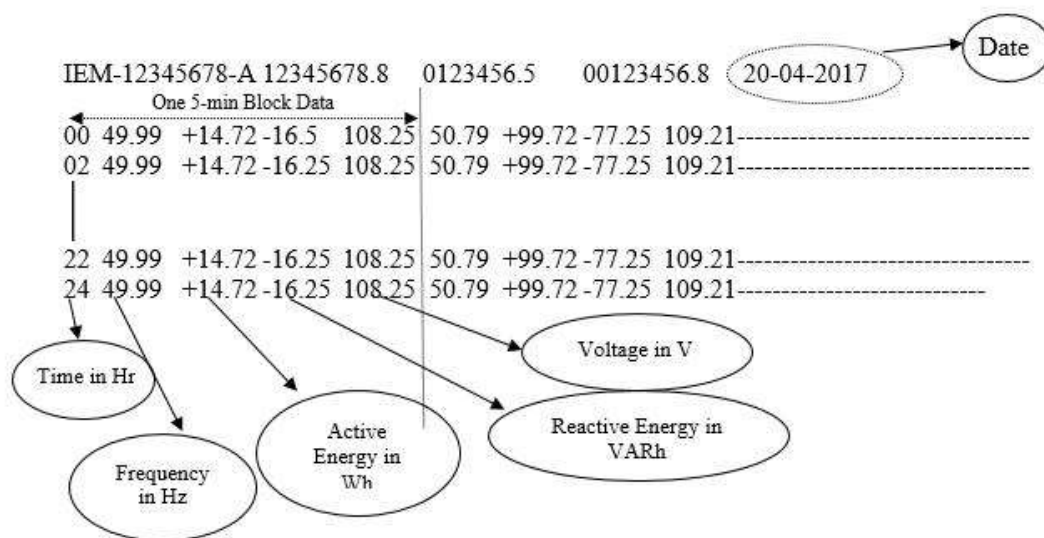 Date
IEM-12345678-A 12345678.8 0123456.5 00123456.8 20-04-2017
One 5-min Block Data
00 49.99 +14.72 -16.5 108.25 50.79 +99.72 -77.25 109.21------------------------------
02 49.99 +14.72 -16.25 108.25 50.79 +99.72 -77.25 109.21------------------------------
22 49.99 +14.72 -16.25 108.25 50.79 +99.72 -77.25 109.21------------------------------
24 49.99 +14.72 -16.25 108.25 50.79 +99.72 -77.25 109.21-------------------------
Voltage in V
Time in Hr
Active
Energy in
Wh
Reactive Energy in
VARh
Frequency
in Hz